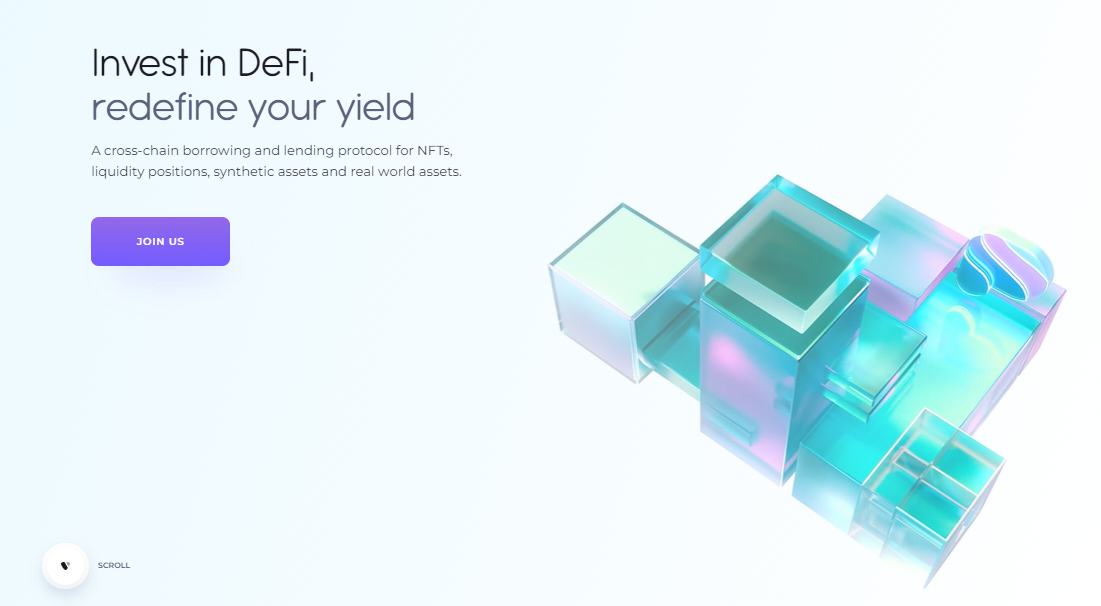 Invest in DeFi,
redefine your yield
A cross-chain borrowing and lending protocol for NFTs,
liquidity positions, synthetic assets and real world assets.
JOIN US
SCROLL